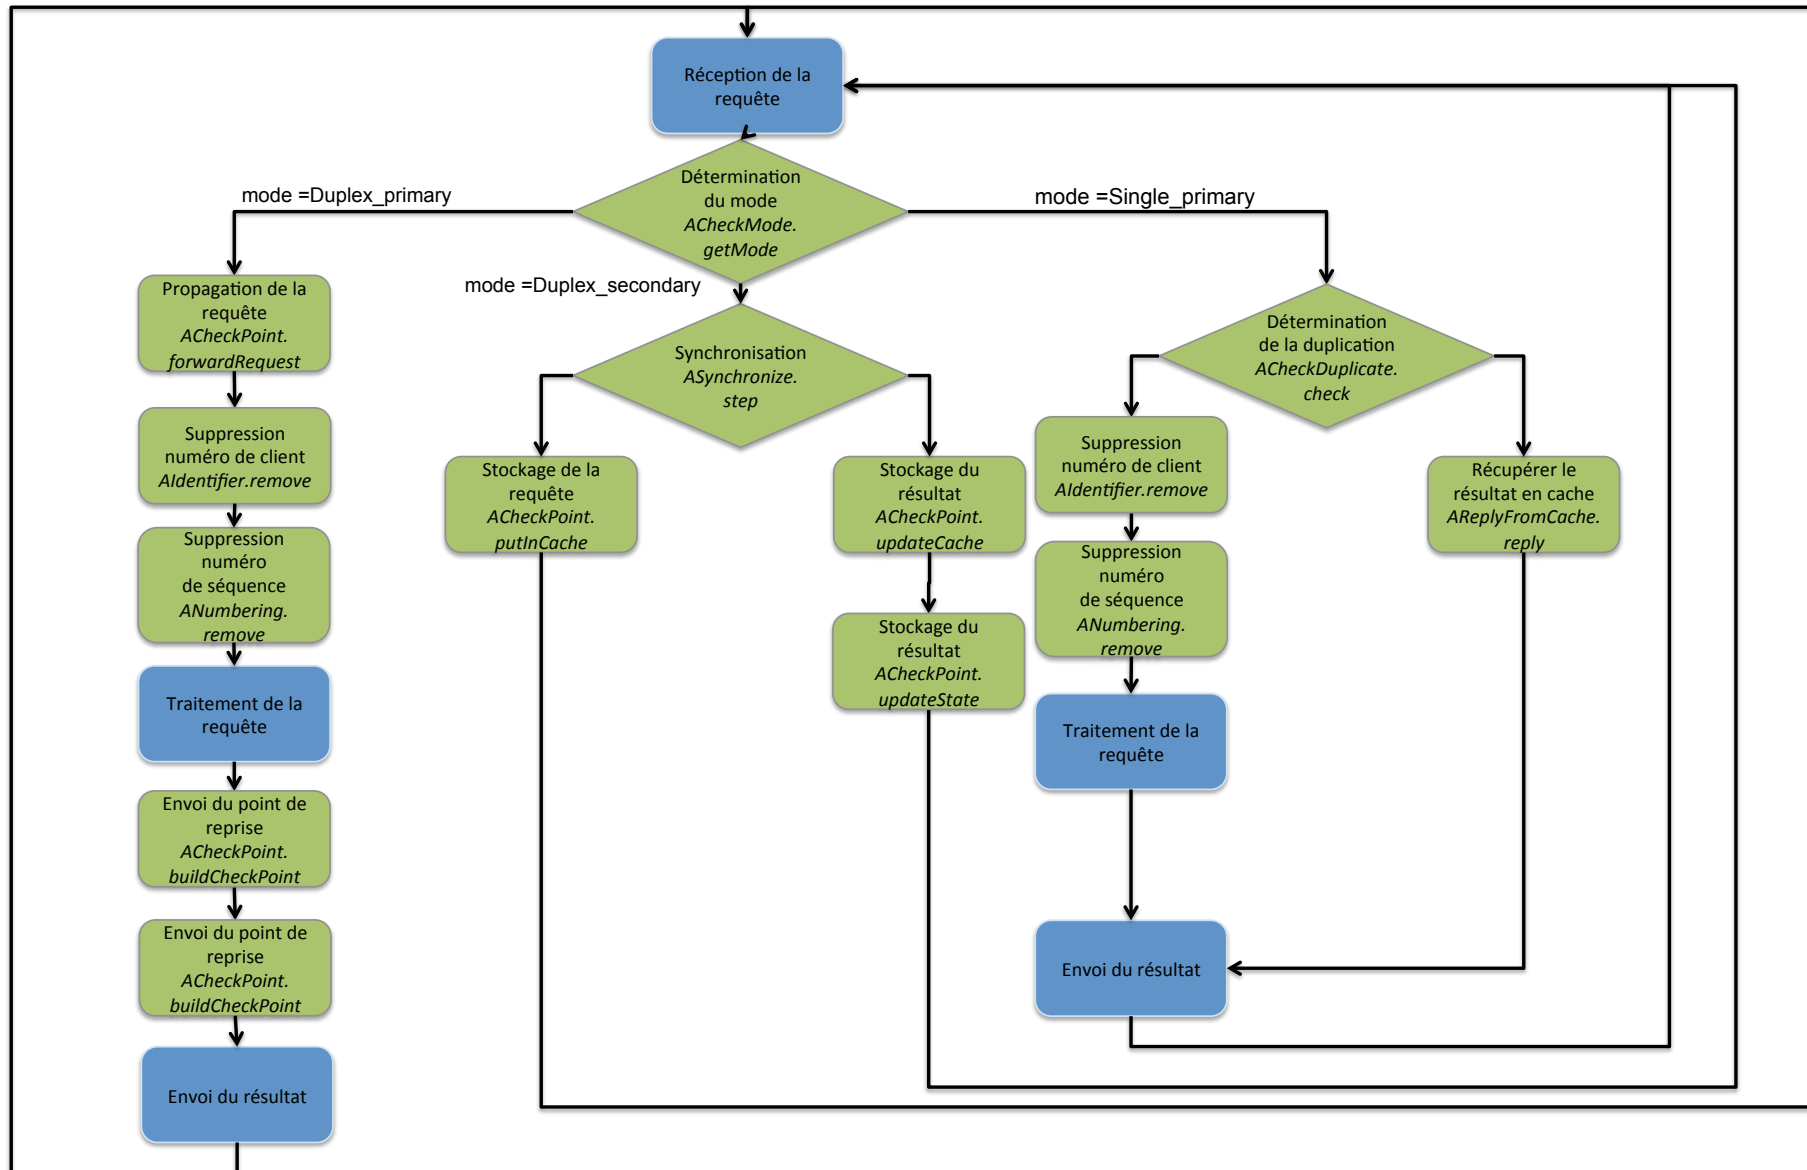 Réception de la
requête
Détermination
du mode
ACheckMode.
getMode
mode =Duplex_primary
mode =Single_primary
mode =Duplex_secondary
Propagation de la
requête
ACheckPoint.
forwardRequest
Suppression
numéro de client
AIdentifier.remove
Suppression
numéro
de séquence
ANumbering.
remove
Traitement de la
requête
Envoi du point de
reprise
ACheckPoint.
buildCheckPoint
Envoi du point de
reprise
ACheckPoint.
buildCheckPoint
Envoi du résultat
Synchronisation
ASynchronize.
step
Stockage de la
requête
ACheckPoint.
putInCache
Stockage du
résultat
ACheckPoint.
updateCache
Stockage du
résultat
ACheckPoint.
updateState
Détermination
de la duplication
ACheckDuplicate.
check
Suppression
numéro de client
AIdentifier.remove
Suppression
numéro
de séquence
ANumbering.
remove
Traitement de la
requête
Envoi du résultat
Récupérer le
résultat en cache
AReplyFromCache.
reply